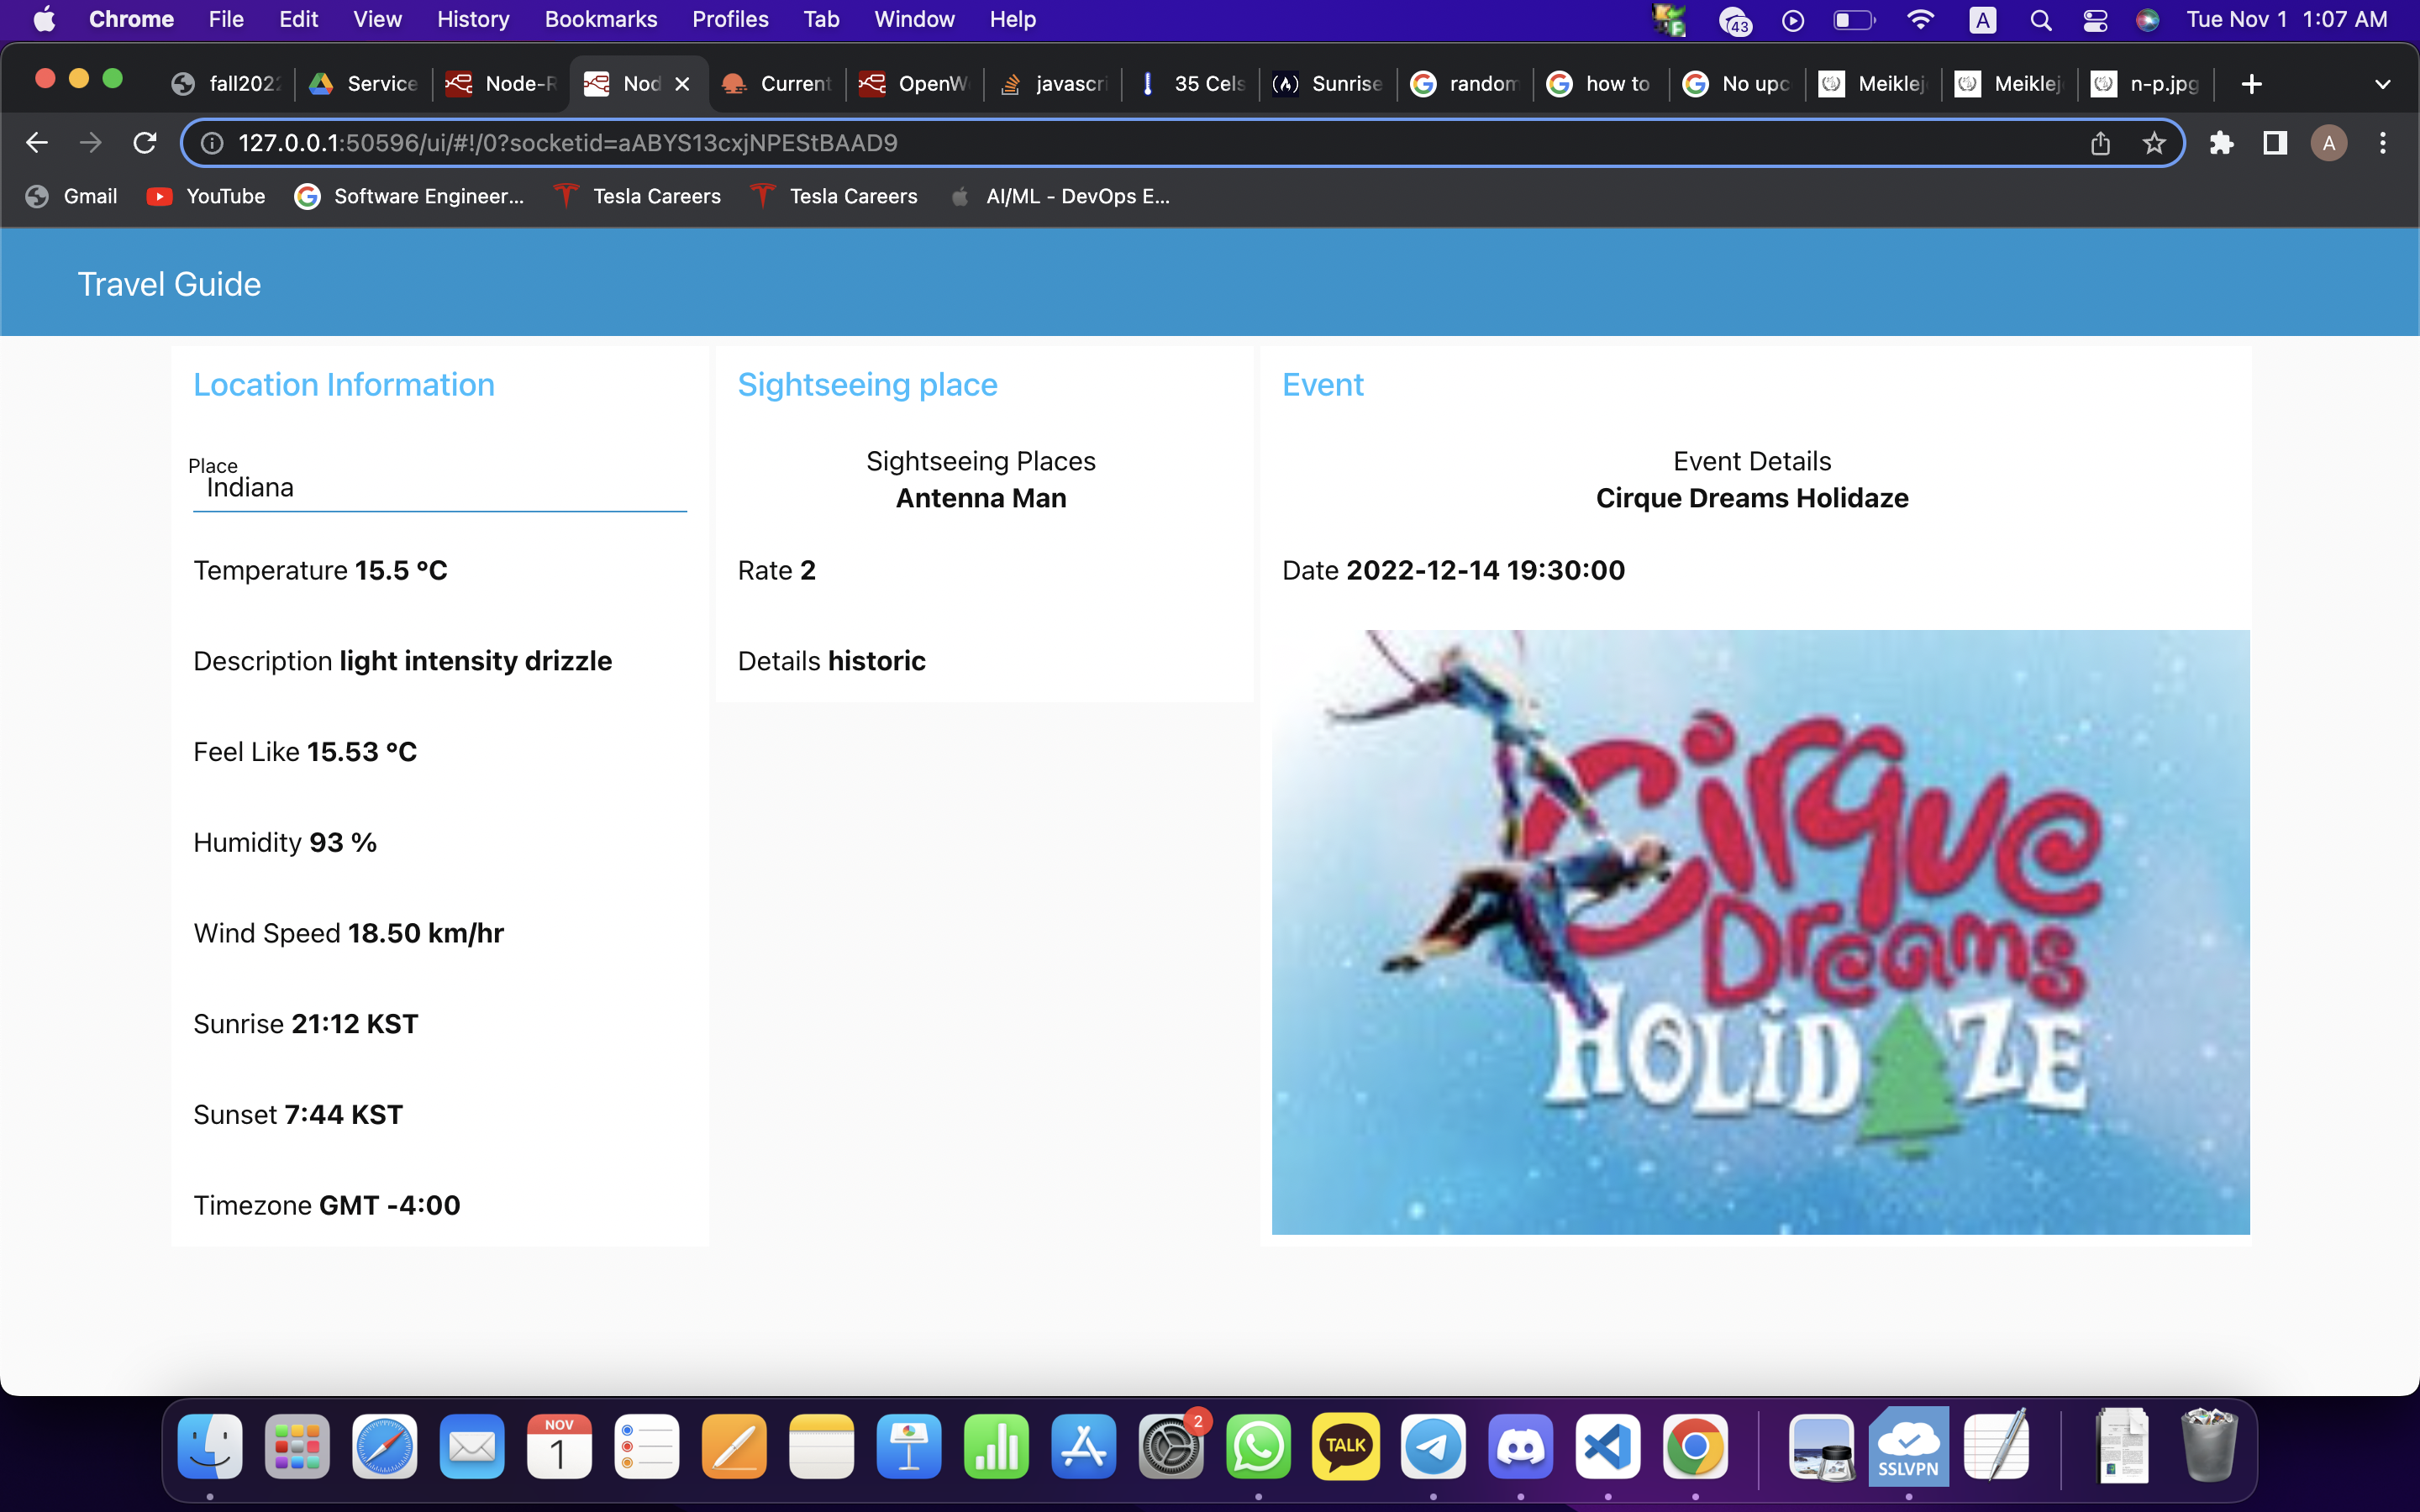 Chrome File Edit View History Bookmarks Profiles Tab Window Help 43 A Tue Nov 1 1:07 AM
fall2022 Service Node-R Nod Current OpenW javascri 35 Cels Sunrise random how to No upc Meiklej Meiklej n-p.jpg
127.0.0.1:50596/ui/#!/0?socketid=aABYS13cxjNPEStBAAD9 A
Gmail YouTube Software Engineer... Tesla Careers Tesla Careers AI/ML - DevOps E...
Travel Guide
Location Information
Place
Indiana
Temperature 15.5 °C
Description light intensity drizzle
Feel Like 15.53 °C
Humidity 93 %
Wind Speed 18.50 km/hr
Sunrise 21:12 KST
Sunset 7:44 KST
Timezone GMT -4:00
Sightseeing place
Sightseeing Places
Antenna Man
Rate 2
Details historic
Event
Event Details
Cirque Dreams Holidaze
Date 2022-12-14 19:30:00
Cirque
Dreams
HOLiDAZE
NOV
1
2
TALK
SSLVPN